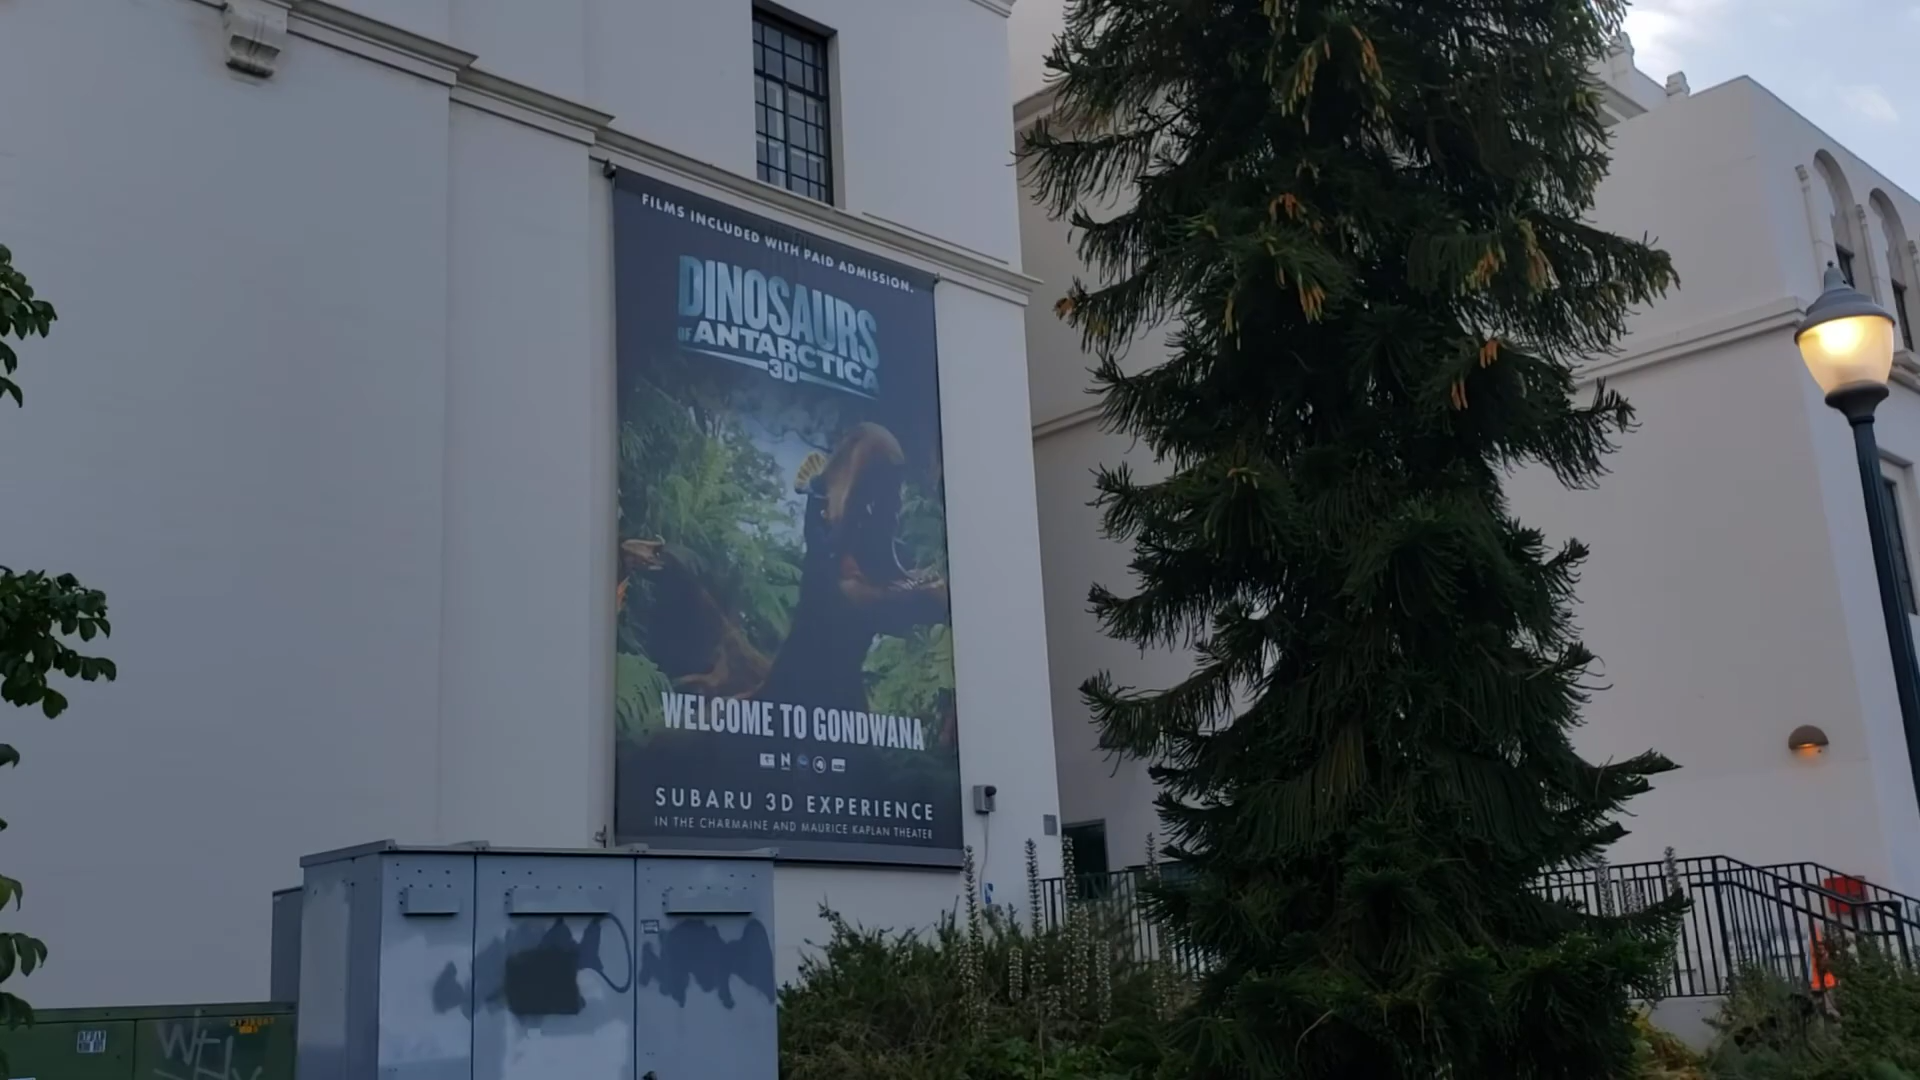 FILMS INCLUDED WITH PAID ADMISSION.
DINOSAURS
OF ANTARCTICA
3D
WELCOME TO GONDWANA
N
SUBARU 3D EXPERIENCE
IN THE CHARMAINE AND MAURICE KAPLAN THEATER